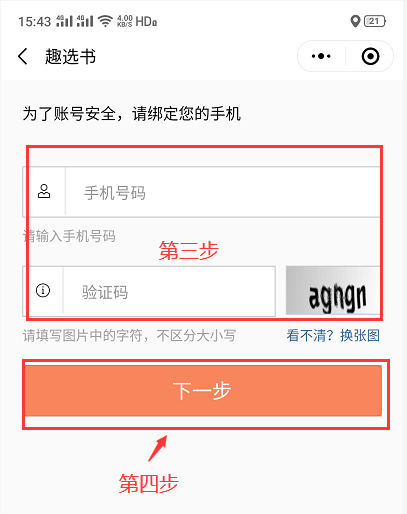 15:43 4G 4G 4.00 KB/S HD 21
趣选书
为了账号安全，请绑定您的手机
手机号码
请输入手机号码
第三步
验证码
agngn
请填写图片中的字符，不区分大小写 看不清？换张图
下一步
第四步